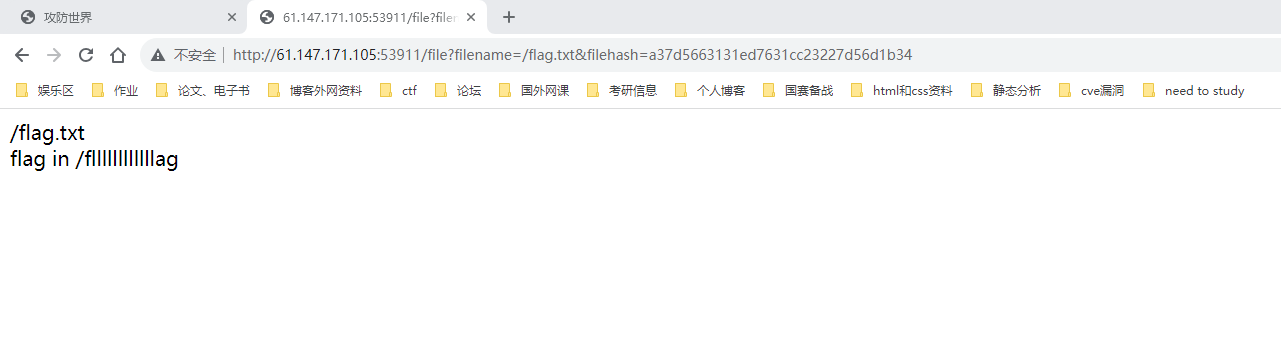 攻防世界
61.147.171.105:53911/file?filen
不安全 http://61.147.171.105:53911/file?filename=/flag.txt&filehash=a37d5663131ed7631cc23227d56d1b34
娱乐区 作业 论文、电子书 博客外网资料 ctf 论坛 国外网课 考研信息 个人博客 国赛备战 html和css资料 静态分析 cve漏洞 need to study
/flag.txt
flag in /fllllllllllllag